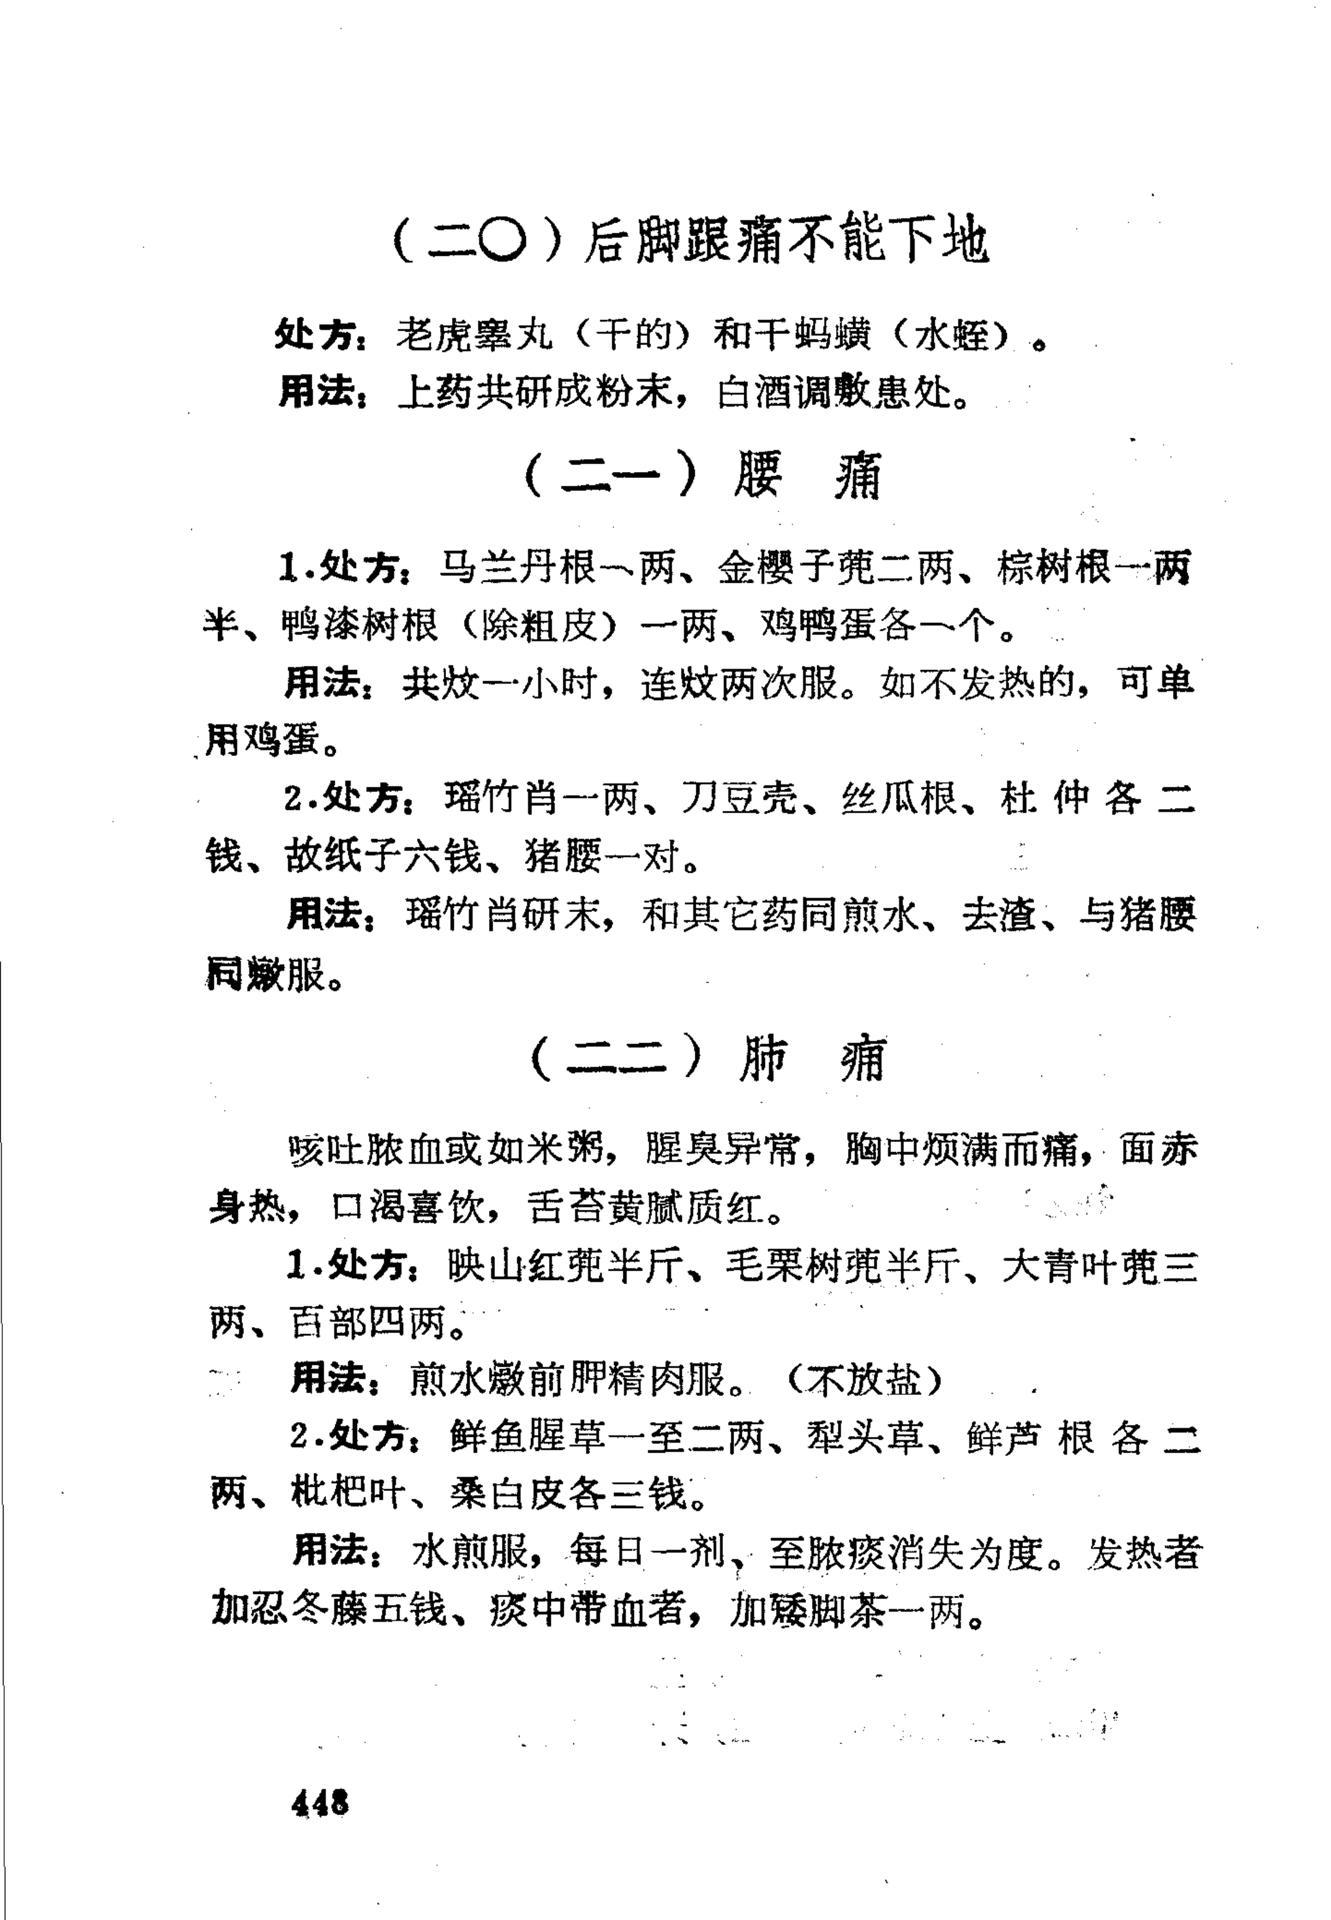 （二〇）后脚跟痛不能下地
处方：老虎睾丸（干的）和干蚂蟥（水蛭）。
用法：上药共研成粉末，白酒调敷患处。
（二一）腰　痛
1.处方：马兰丹根一两、金樱子蔸二两、棕树根一两
半、鸭漆树根（除粗皮）一两、鸡鸭蛋各一个。
用法：共炆一小时，连炆两次服。如不发热的，可单
用鸡蛋。
2.处方：瑶竹肖一两、刀豆壳、丝瓜根、杜仲各二
钱、故纸子六钱、猪腰一对。
用法：瑶竹肖研末，和其它药同煎水、去渣、与猪腰
同燉服。
（二二）肺　痈
咳吐脓血或如米粥，腥臭异常，胸中烦满而痛，面赤
身热，口渴喜饮，舌苔黄腻质红。
1.处方：映山红蔸半斤、毛栗树蔸半斤、大青叶蔸三
两、百部四两。
用法：煎水燉前胛精肉服。（不放盐）
2.处方：鲜鱼腥草一至二两、犁头草、鲜芦根各二
两、枇杷叶、桑白皮各三钱。
用法：水煎服，每日一剂、至脓痰消失为度。发热者
加忍冬藤五钱、痰中带血者，加矮脚茶一两。
448